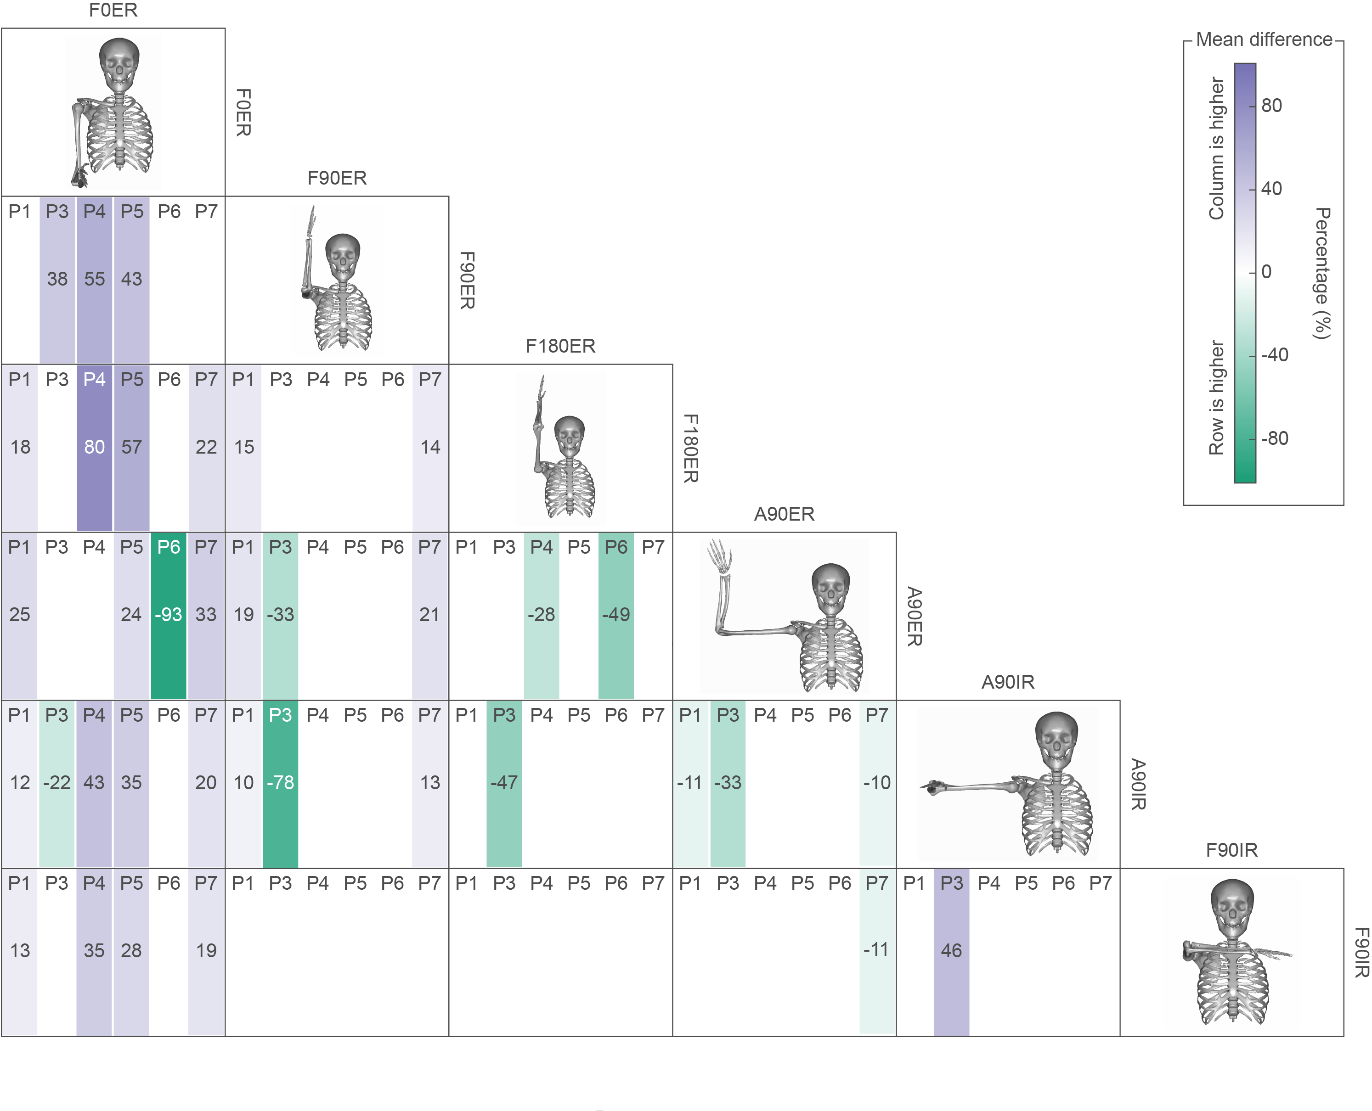 F0ER
F0ER
Mean difference
Column is higher
Row is higher
80
40
0
-40
-80
Percentage (%)
F90ER
P1 P3 P4 P5 P6 P7
38 55 43
F90ER
F180ER
P1 P3 P4 P5 P6 P7 P1 P3 P4 P5 P6 P7
18 80 57 22 15 14
F180ER
A90ER
P1 P3 P4 P5 P6 P7 P1 P3 P4 P5 P6 P7 P1 P3 P4 P5 P6 P7
25 24 -93 33 19 -33 21 -28 -49
A90ER
A90IR
P1 P3 P4 P5 P6 P7 P1 P3 P4 P5 P6 P7 P1 P3 P4 P5 P6 P7 P1 P3 P4 P5 P6 P7
12 -22 43 35 20 10 -78 13 -47 -11 -33 -10
A90IR
F90IR
P1 P3 P4 P5 P6 P7 P1 P3 P4 P5 P6 P7 P1 P3 P4 P5 P6 P7 P1 P3 P4 P5 P6 P7 P1 P3 P4 P5 P6 P7
13 35 28 19 -11 46
F90IR